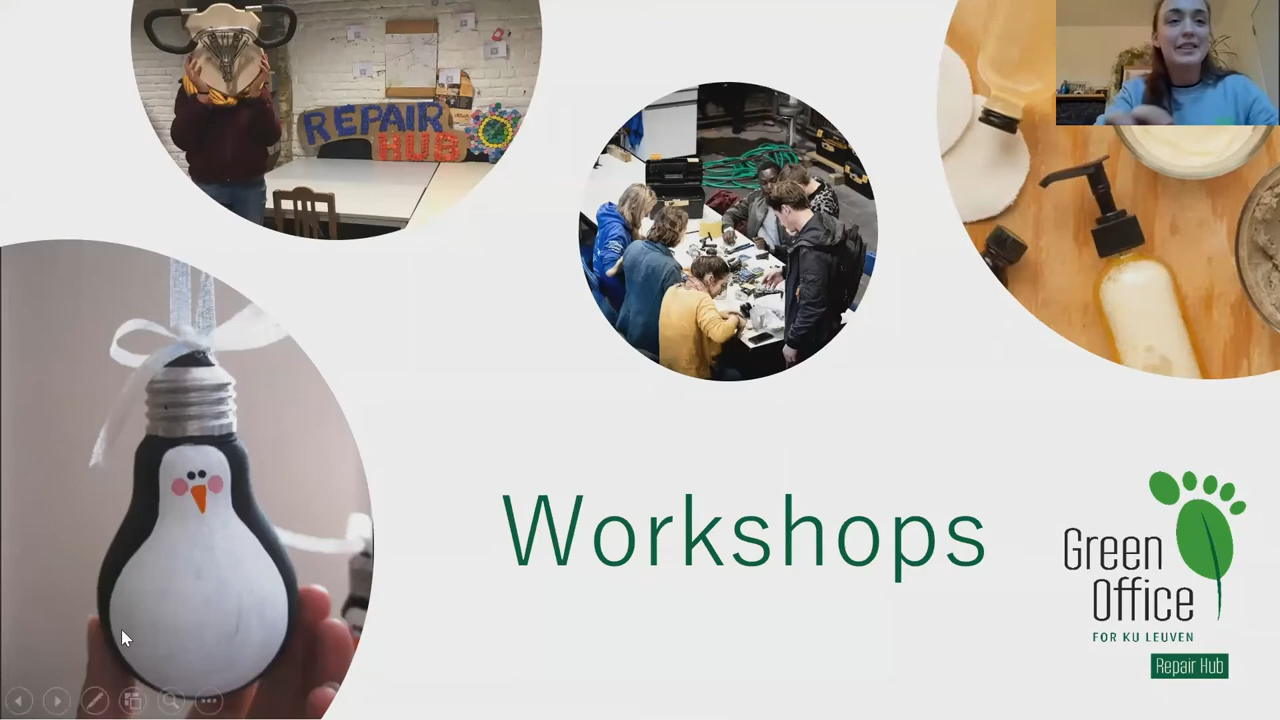 REPAIR
HUB
Workshops
Green
Office
FOR KU LEUVEN
Repair Hub